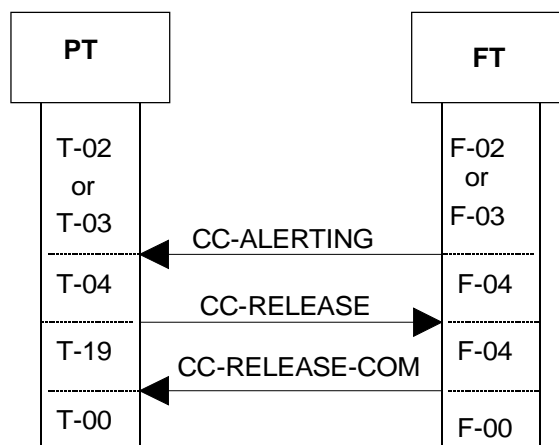 PT
FT
T-02
or
T-03
F-02
or
F-03
CC-ALERTING
T-04
F-04
CC-RELEASE
T-19
F-04
CC-RELEASE-COM
T-00
F-00